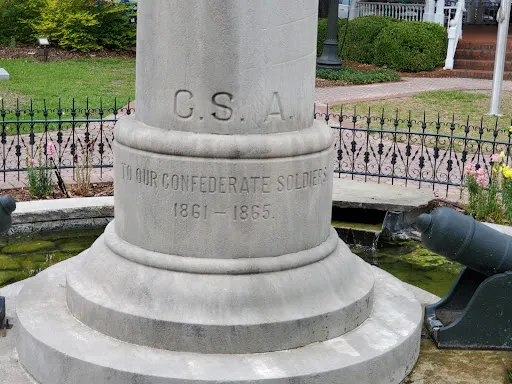 C.S.A.
TO OUR CONFEDERATE SOLDIERS.
1861-1865.